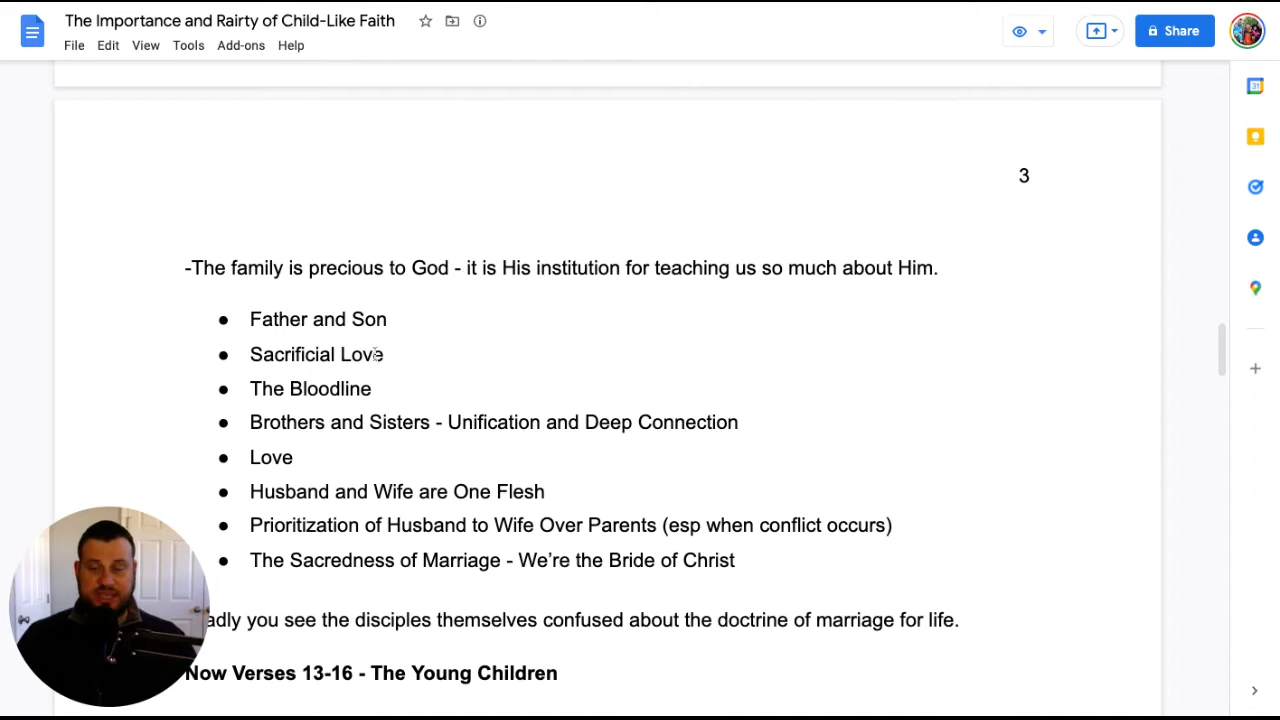 The Importance and Rairty of Child-Like Faith
File Edit View Tools Add-ons Help
Share
31
3
-The family is precious to God - it is His institution for teaching us so much about Him.
● Father and Son
● Sacrificial Love
● The Bloodline
● Brothers and Sisters - Unification and Deep Connection
● Love
● Husband and Wife are One Flesh
● Prioritization of Husband to Wife Over Parents (esp when conflict occurs)
● The Sacredness of Marriage - We're the Bride of Christ
adly you see the disciples themselves confused about the doctrine of marriage for life.
Now Verses 13-16 - The Young Children